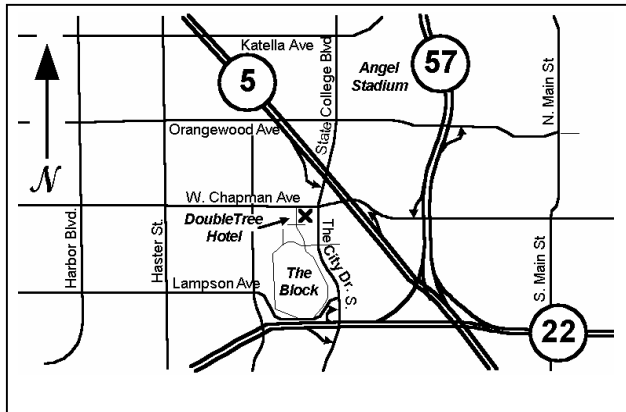 Katella Ave
5
State College Blvd
Angel
Stadium
57
N. Main St
Orangewood Ave
N
W. Chapman Ave
DoubleTree
Hotel
Harbor Blvd.
Haster St.
The City Dr. S.
The
Block
Lampson Ave
S. Main St
22